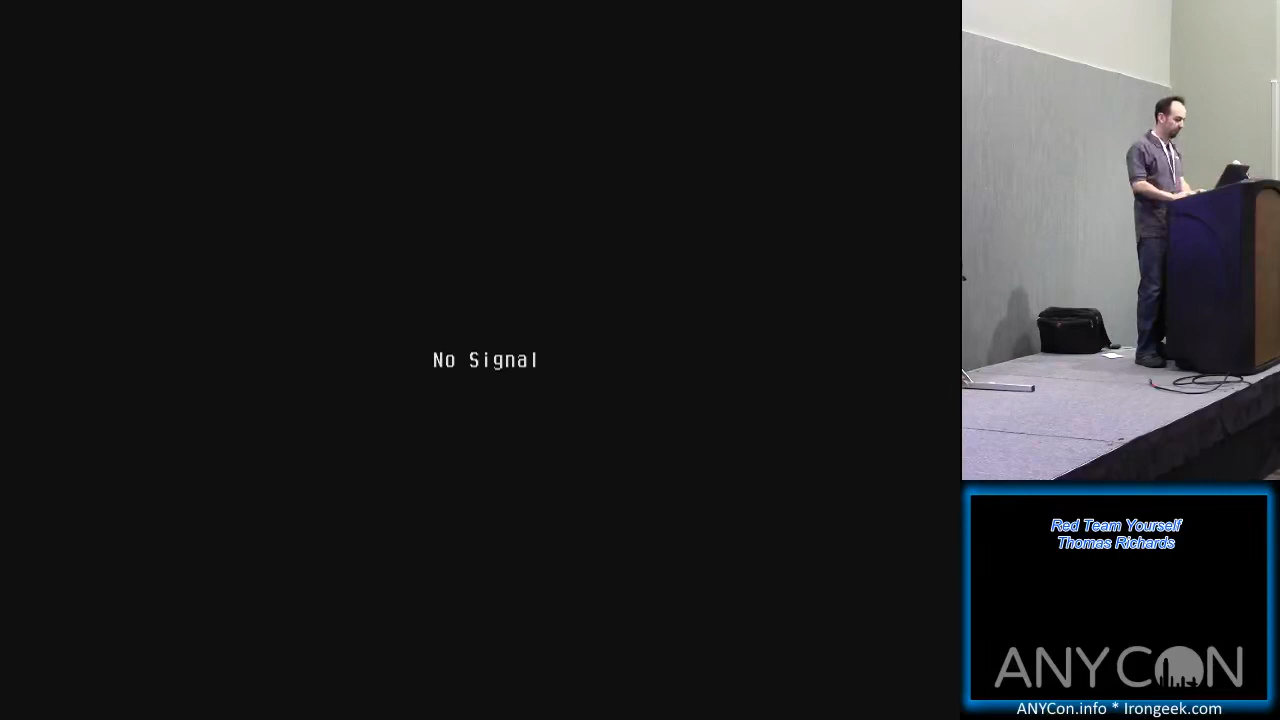 No Signal
Red Team Yourself
Thomas Richards
ANYCON
ANYCon.info * Irongeek.com